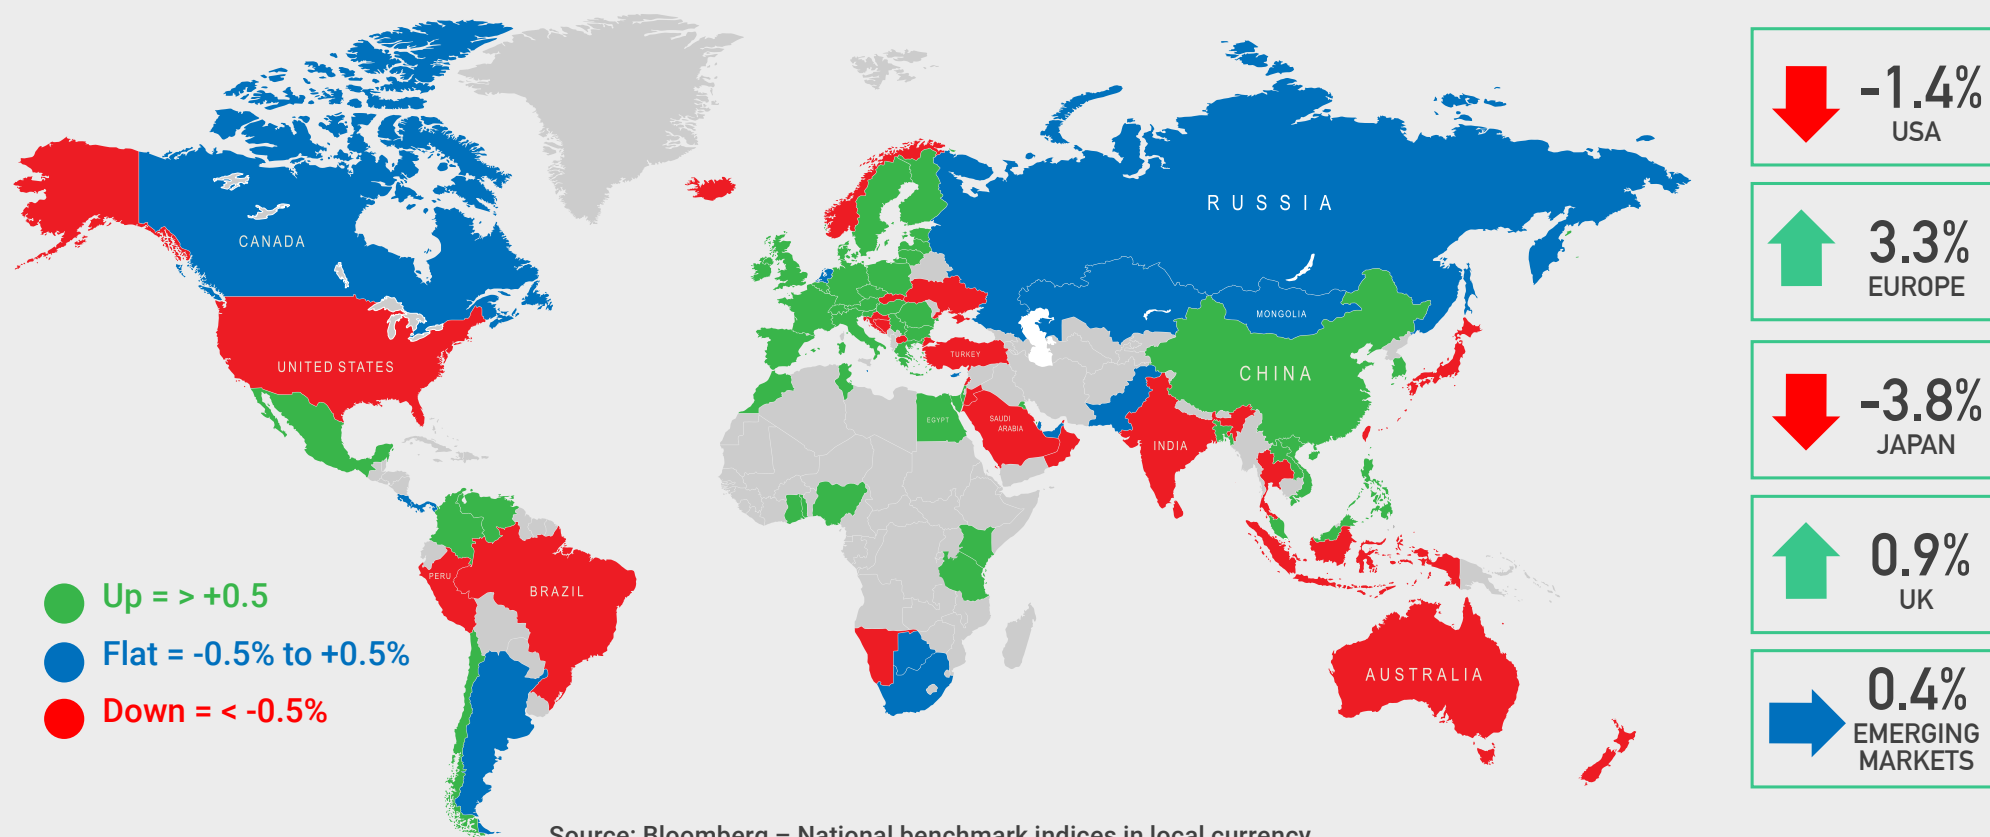 CANADA
UNITED STATES
RUSSIA
MONGOLIA
CHINA
TURKEY
EGYPT
SAUDI
ARABIA
INDIA
PERU
BRAZIL
AUSTRALIA
Up = > +0.5
Flat = -0.5% to +0.5%
Down = < -0.5%
-1.4%
USA
3.3%
EUROPE
-3.8%
JAPAN
0.9%
UK
0.4%
EMERGING
MARKETS
Source: Bloomberg – National benchmark indices in local currency